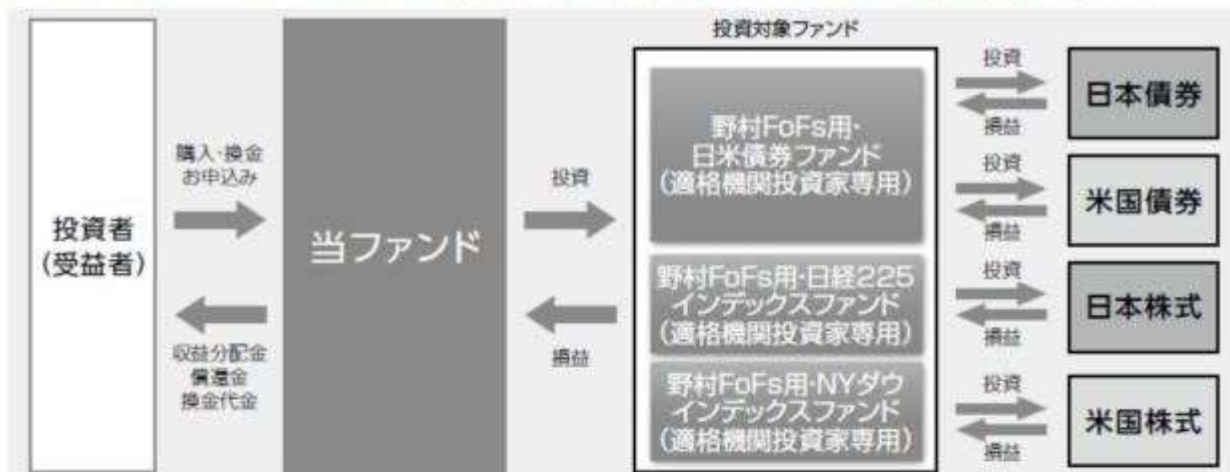 投資者
(受益者)
購入・換金
お申込み
収益分配金
償還金
換金代金
当ファンド
投資
損益
投資対象ファンド
野村FoFs用・
日米債券ファンド
(適格機関投資家専用)
野村FoFs用・日経225
インデックスファンド
(適格機関投資家専用)
野村FoFs用・NYダウ
インデックスファンド
(適格機関投資家専用)
投資
損益
日本債券
投資
損益
米国債券
投資
損益
日本株式
投資
損益
米国株式